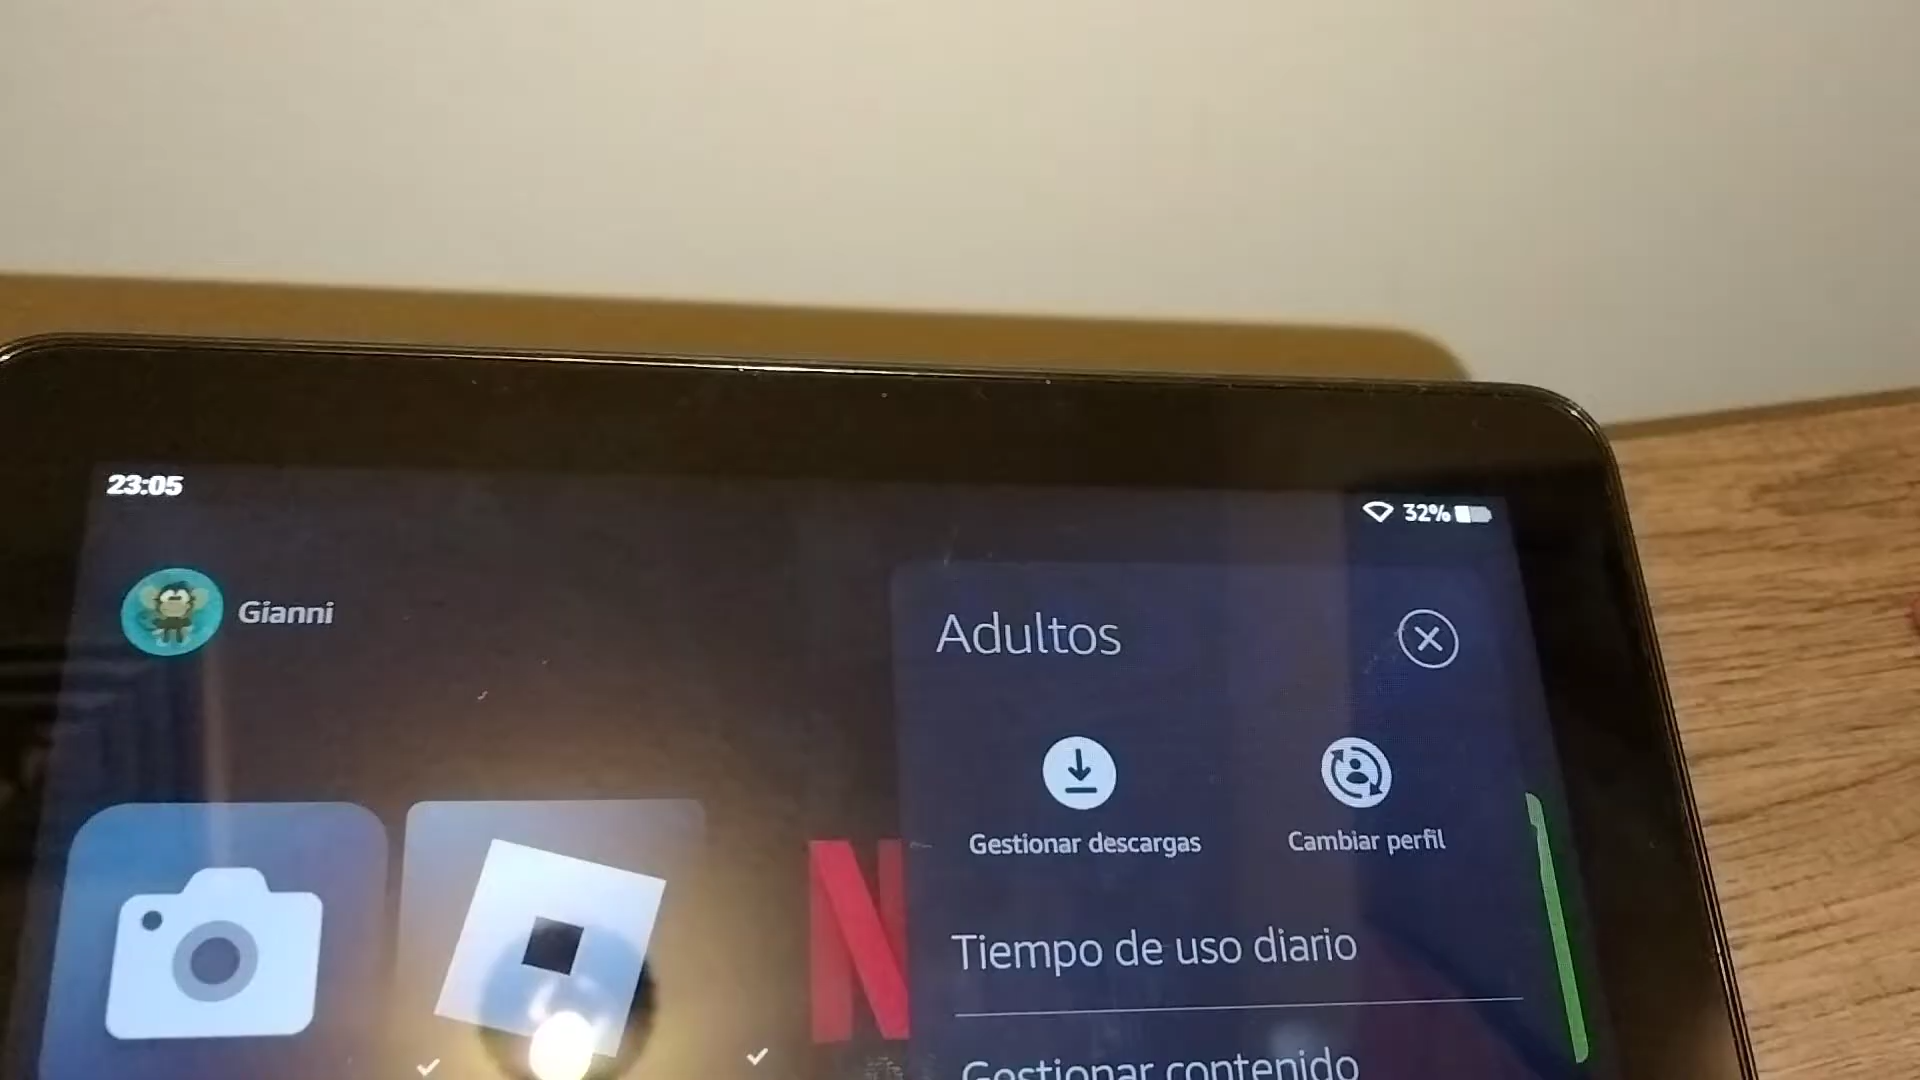 23:05
32%
Gianni
Adultos
Gestionar descargas
Cambiar perfil
N
Tiempo de uso diario
Gestionar contenido